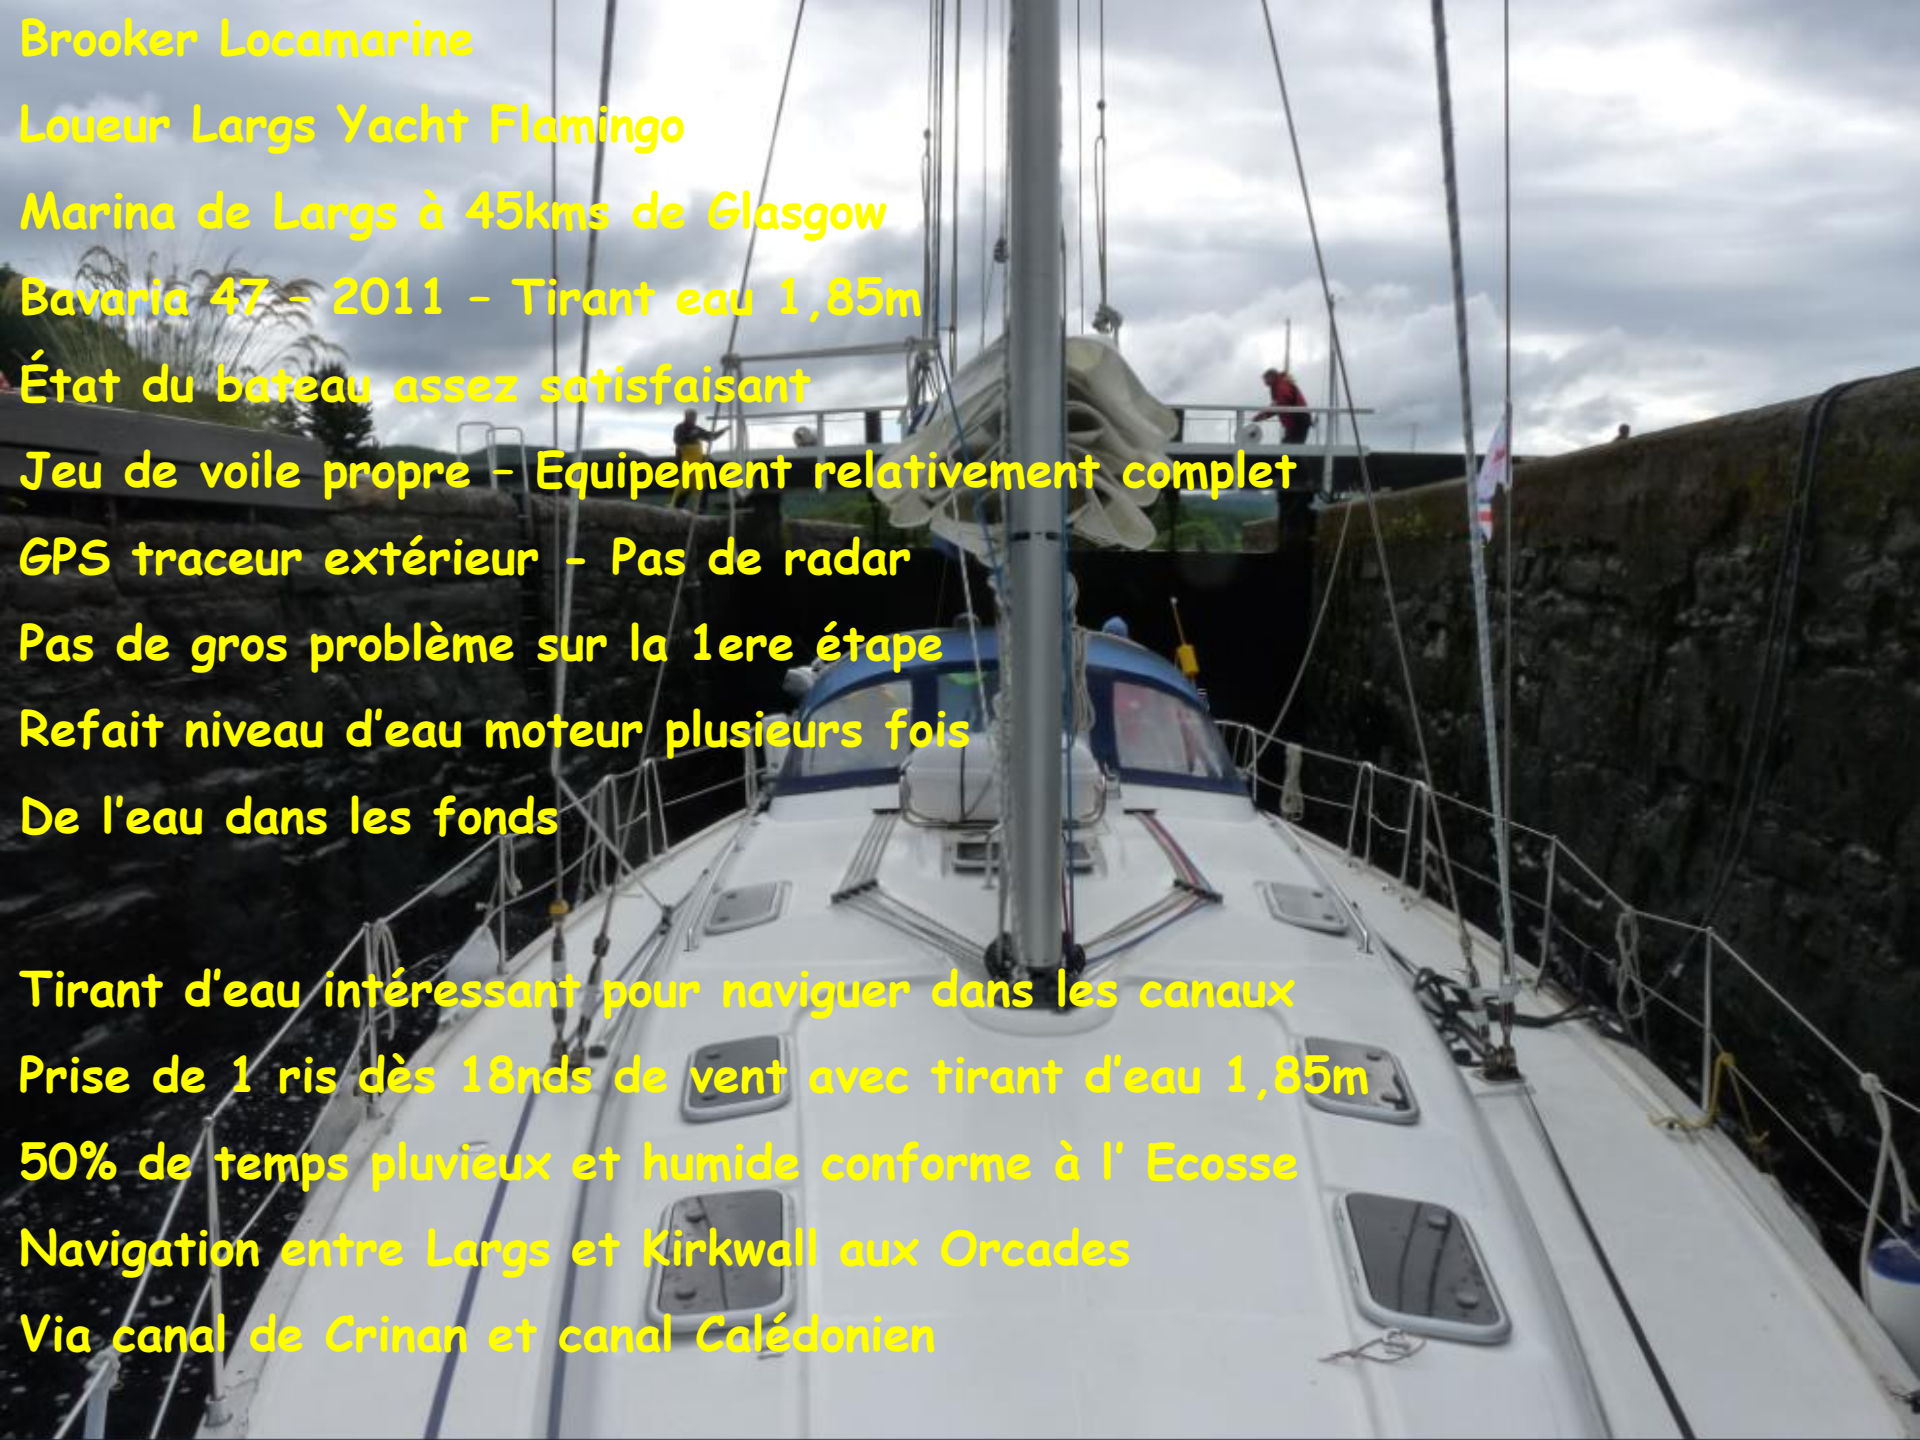 Brooker Locamarine
Loueur Largs Yacht Flamingo
Marina de Largs à 45kms de Glasgow
Bavaria 47 – 2011 – Tirant eau 1,85m
État du bateau assez satisfaisant
Jeu de voile propre – Equipement relativement complet
GPS traceur extérieur - Pas de radar
Pas de gros problème sur la 1ere étape
Refait niveau d’eau moteur plusieurs fois
De l’eau dans les fonds
Tirant d’eau intéressant pour naviguer dans les canaux
Prise de 1 ris dès 18nds de vent avec tirant d’eau 1,85m
50% de temps pluvieux et humide conforme à l’ Ecosse
Navigation entre Largs et Kirkwall aux Orcades
Via canal de Crinan et canal Calédonien